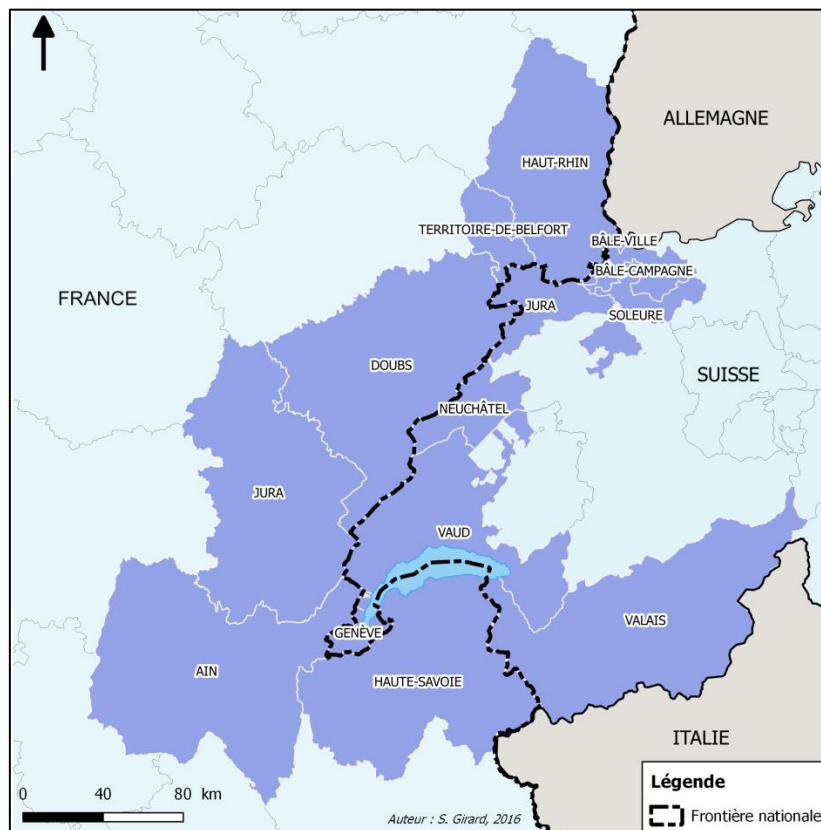 ALLEMAGNE
HAUT-RHIN
TERRITOIRE-DE-BELFORT
BÂLE-VILLE
BÂLE-CAMPAGNE
FRANCE
JURA
SOLEURE
DOUBS
SUISSE
NEUCHÂTEL
JURA
VAUD
VALAIS
GENÈVE
AIN
HAUTE-SAVOIE
ITALIE
Légende
0 40 80 km
Frontière nationale
Auteur : S. Girard, 2016